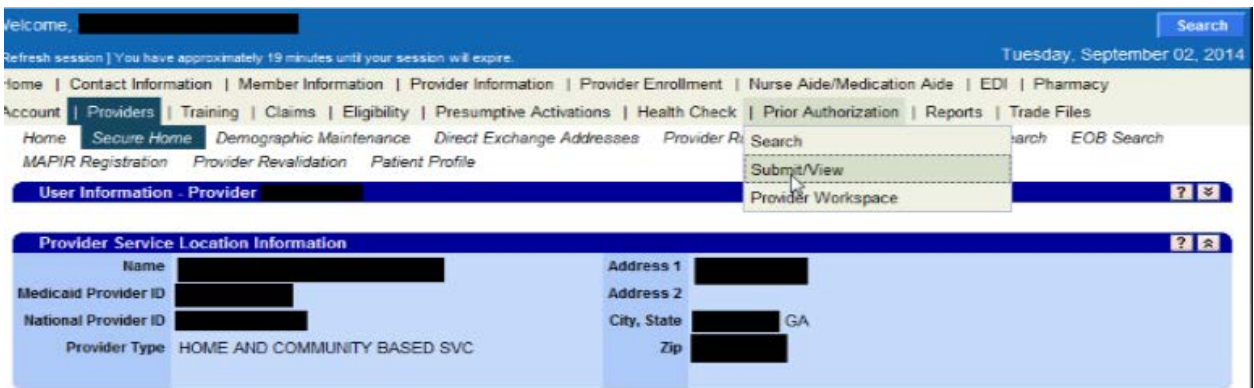 Welcome,
Search
Refresh session ] You have approximately 19 minutes until your session will expire.
Tuesday, September 02, 2014
Home | Contact Information | Member Information | Provider Information | Provider Enrollment | Nurse Aide/Medication Aide | EDI | Pharmacy
Account | Providers | Training | Claims | Eligibility | Presumptive Activations | Health Check | Prior Authorization | Reports | Trade Files
Home Secure Home Demographic Maintenance Direct Exchange Addresses Provider EOB Search
MAPIR Registration Provider Revalidation Patient Profile
Search
Submit/View
Provider Workspace
User Information - Provider
?
Provider Service Location Information
?
Name
Address 1
Medicaid Provider ID
Address 2
National Provider ID
City, State GA
Provider Type HOME AND COMMUNITY BASED SVC
Zip